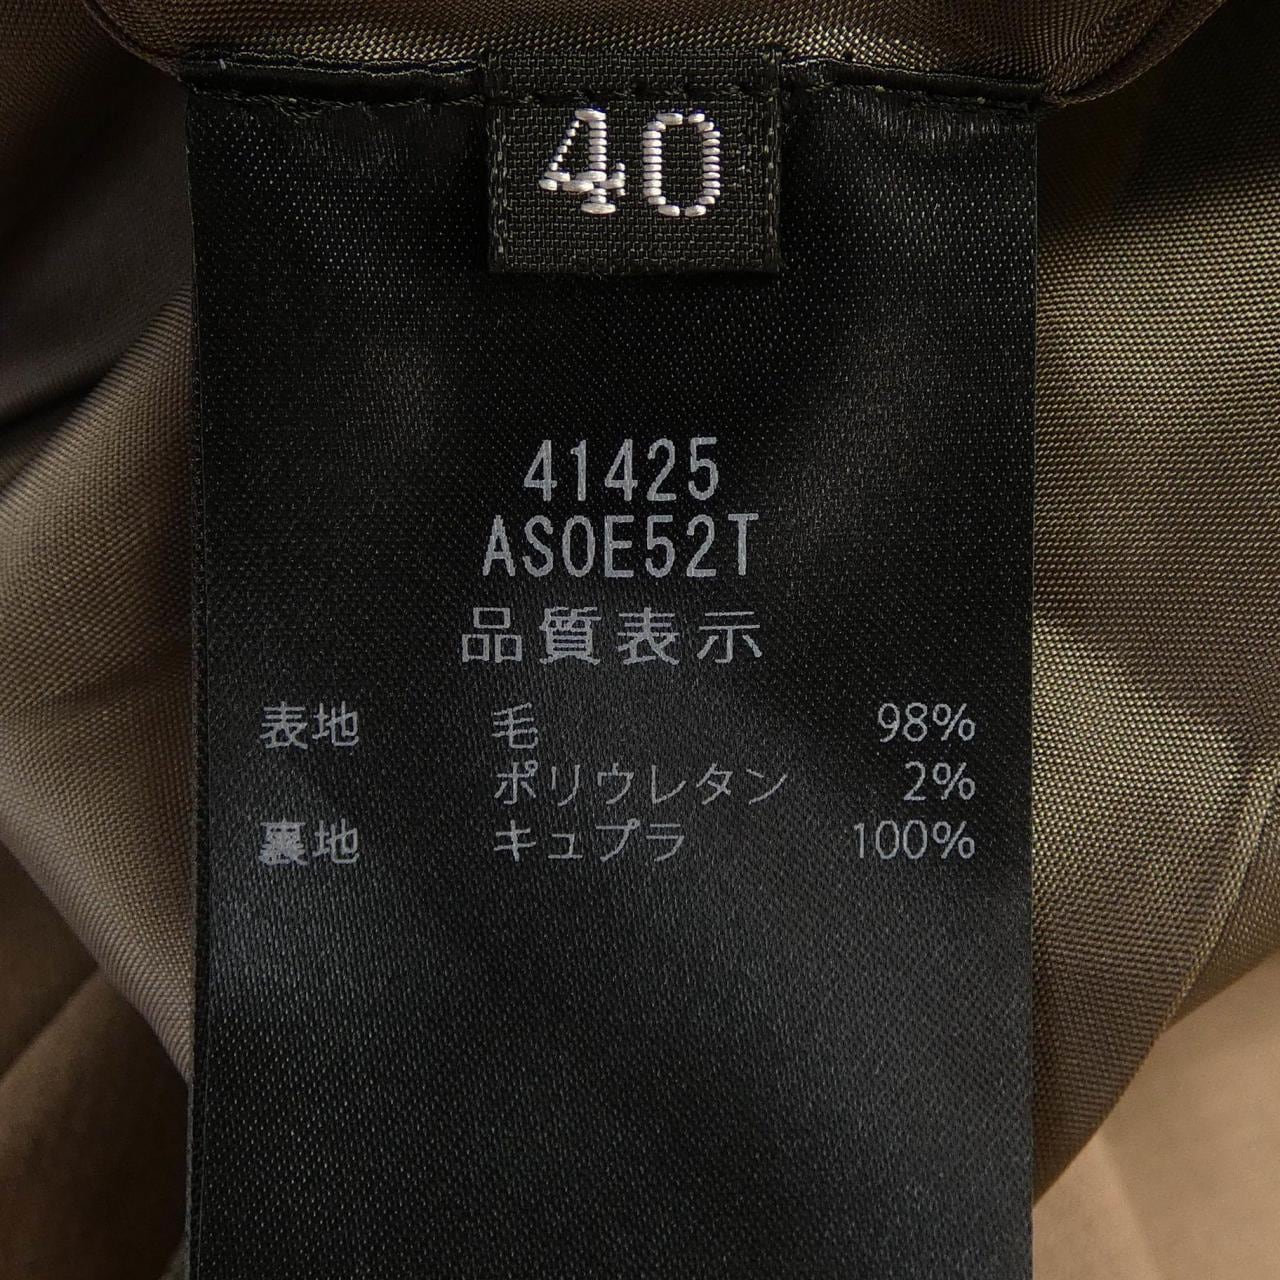 40
41425
ASOE52T
品質表示
表地 毛 98%
ポリウレタン 2%
裏地 キュプラ 100%